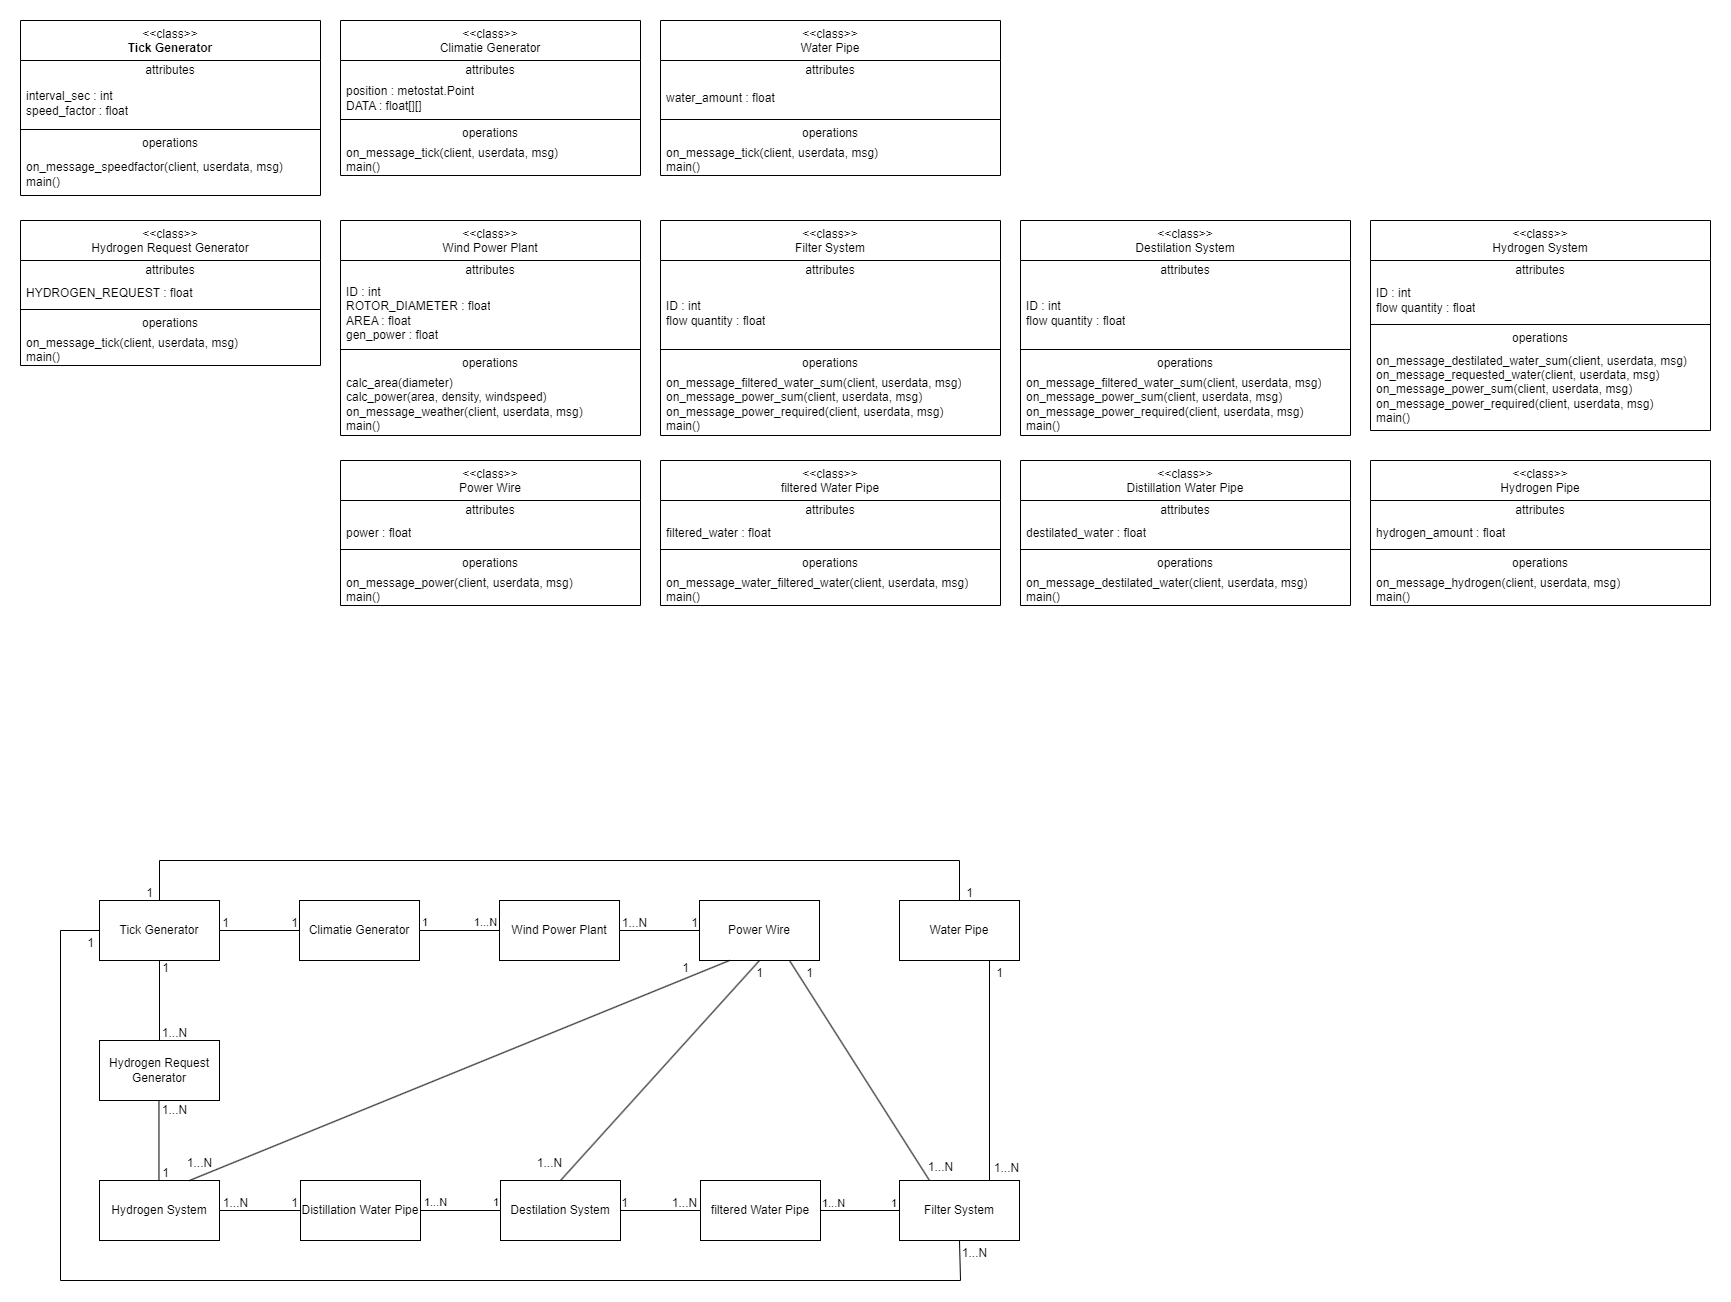 <<class>>
Tick Generator
attributes
interval_sec : int
speed_factor : float
operations
on_message_speedfactor(client, userdata, msg)
main()
<<class>>
Climatie Generator
attributes
position : metostat.Point
DATA : float[][]
operations
on_message_tick(client, userdata, msg)
main()
<<class>>
Water Pipe
attributes
water_amount : float
operations
on_message_tick(client, userdata, msg)
main()
<<class>>
Hydrogen Request Generator
attributes
HYDROGEN_REQUEST : float
operations
on_message_tick(client, userdata, msg)
main()
<<class>>
Wind Power Plant
attributes
ID : int
ROTOR_DIAMETER : float
AREA : float
gen_power : float
operations
calc_area(diameter)
calc_power(area, density, windspeed)
on_message_weather(client, userdata, msg)
main()
<<class>>
Filter System
attributes
ID : int
flow quantity : float
operations
on_message_filtered_water_sum(client, userdata, msg)
on_message_power_sum(client, userdata, msg)
on_message_power_required(client, userdata, msg)
main()
<<class>>
Destilation System
attributes
ID : int
flow quantity : float
operations
on_message_filtered_water_sum(client, userdata, msg)
on_message_power_sum(client, userdata, msg)
on_message_power_required(client, userdata, msg)
main()
<<class>>
Hydrogen System
attributes
ID : int
flow quantity : float
operations
on_message_destilated_water_sum(client, userdata, msg)
on_message_requested_water(client, userdata, msg)
on_message_power_sum(client, userdata, msg)
on_message_power_required(client, userdata, msg)
main()
<<class>>
Power Wire
attributes
power : float
operations
on_message_power(client, userdata, msg)
main()
<<class>>
filtered Water Pipe
attributes
filtered_water : float
operations
on_message_water_filtered_water(client, userdata, msg)
main()
<<class>>
Distillation Water Pipe
attributes
destilated_water : float
operations
on_message_destilated_water(client, userdata, msg)
main()
<<class>>
Hydrogen Pipe
attributes
hydrogen_amount : float
operations
on_message_hydrogen(client, userdata, msg)
main()
1
1
Tick Generator
1
1
Climatie Generator
1
1...N
Wind Power Plant
1...N
1
Power Wire
Water Pipe
1
1
1
1
1
1
1...N
Hydrogen Request
Generator
1...N
1
1...N
1...N
1...N
1...N
Hydrogen System
1...N
1
Distillation Water Pipe
1...N
1
Destilation System
1
1...N
filtered Water Pipe
1...N
1
Filter System
1...N